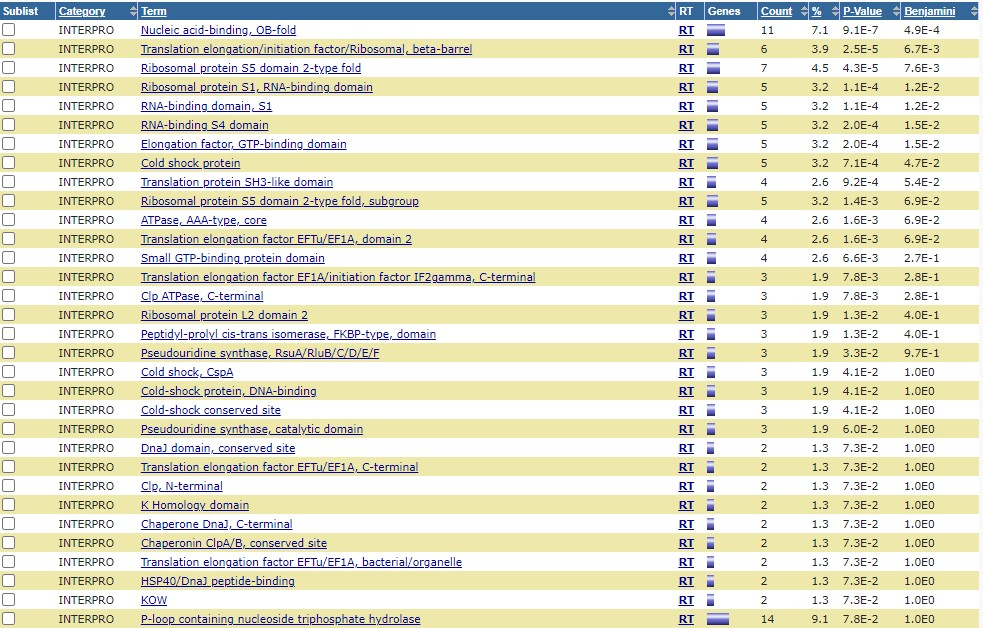 Sublist Category Term RT Genes Count % P-Value Benjamini
INTERPRO Nucleic acid-binding, OB-fold RT 11 7.1 9.1E-7 4.9E-4
INTERPRO Translation elongation/initiation factor/Ribosomal, beta-barrel RT 6 3.9 2.5E-5 6.7E-3
INTERPRO Ribosomal protein S5 domain 2-type fold RT 7 4.5 4.3E-5 7.6E-3
INTERPRO Ribosomal protein S1, RNA-binding domain RT 5 3.2 1.1E-4 1.2E-2
INTERPRO RNA-binding domain, S1 RT 5 3.2 1.1E-4 1.2E-2
INTERPRO RNA-binding S4 domain RT 5 3.2 2.0E-4 1.5E-2
INTERPRO Elongation factor, GTP-binding domain RT 5 3.2 2.0E-4 1.5E-2
INTERPRO Cold shock protein RT 5 3.2 7.1E-4 4.7E-2
INTERPRO Translation protein SH3-like domain RT 4 2.6 9.2E-4 5.4E-2
INTERPRO Ribosomal protein S5 domain 2-type fold, subgroup RT 5 3.2 1.4E-3 6.9E-2
INTERPRO ATPase, AAA-type, core RT 4 2.6 1.6E-3 6.9E-2
INTERPRO Translation elongation factor EFTu/EF1A, domain 2 RT 4 2.6 1.6E-3 6.9E-2
INTERPRO Small GTP-binding protein domain RT 4 2.6 6.6E-3 2.7E-1
INTERPRO Translation elongation factor EF1A/initiation factor IF2gamma, C-terminal RT 3 1.9 7.8E-3 2.8E-1
INTERPRO Clp ATPase, C-terminal RT 3 1.9 7.8E-3 2.8E-1
INTERPRO Ribosomal protein L2 domain 2 RT 3 1.9 1.3E-2 4.0E-1
INTERPRO Peptidyl-prolyl cis-trans isomerase, FKBP-type, domain RT 3 1.9 1.3E-2 4.0E-1
INTERPRO Pseudouridine synthase, RsuA/RluB/C/D/E/F RT 3 1.9 3.3E-2 9.7E-1
INTERPRO Cold shock, CspA RT 3 1.9 4.1E-2 1.0E0
INTERPRO Cold-shock protein, DNA-binding RT 3 1.9 4.1E-2 1.0E0
INTERPRO Cold-shock conserved site RT 3 1.9 4.1E-2 1.0E0
INTERPRO Pseudouridine synthase, catalytic domain RT 3 1.9 6.0E-2 1.0E0
INTERPRO DnaJ domain, conserved site RT 2 1.3 7.3E-2 1.0E0
INTERPRO Translation elongation factor EFTu/EF1A, C-terminal RT 2 1.3 7.3E-2 1.0E0
INTERPRO Clp, N-terminal RT 2 1.3 7.3E-2 1.0E0
INTERPRO K Homology domain RT 2 1.3 7.3E-2 1.0E0
INTERPRO Chaperone DnaJ, C-terminal RT 2 1.3 7.3E-2 1.0E0
INTERPRO Chaperonin ClpA/B, conserved site RT 2 1.3 7.3E-2 1.0E0
INTERPRO Translation elongation factor EFTu/EF1A, bacterial/organelle RT 2 1.3 7.3E-2 1.0E0
INTERPRO HSP40/DnaJ peptide-binding RT 2 1.3 7.3E-2 1.0E0
INTERPRO KOW RT 2 1.3 7.3E-2 1.0E0
INTERPRO P-loop containing nucleoside triphosphate hydrolase RT 14 9.1 7.8E-2 1.0E0